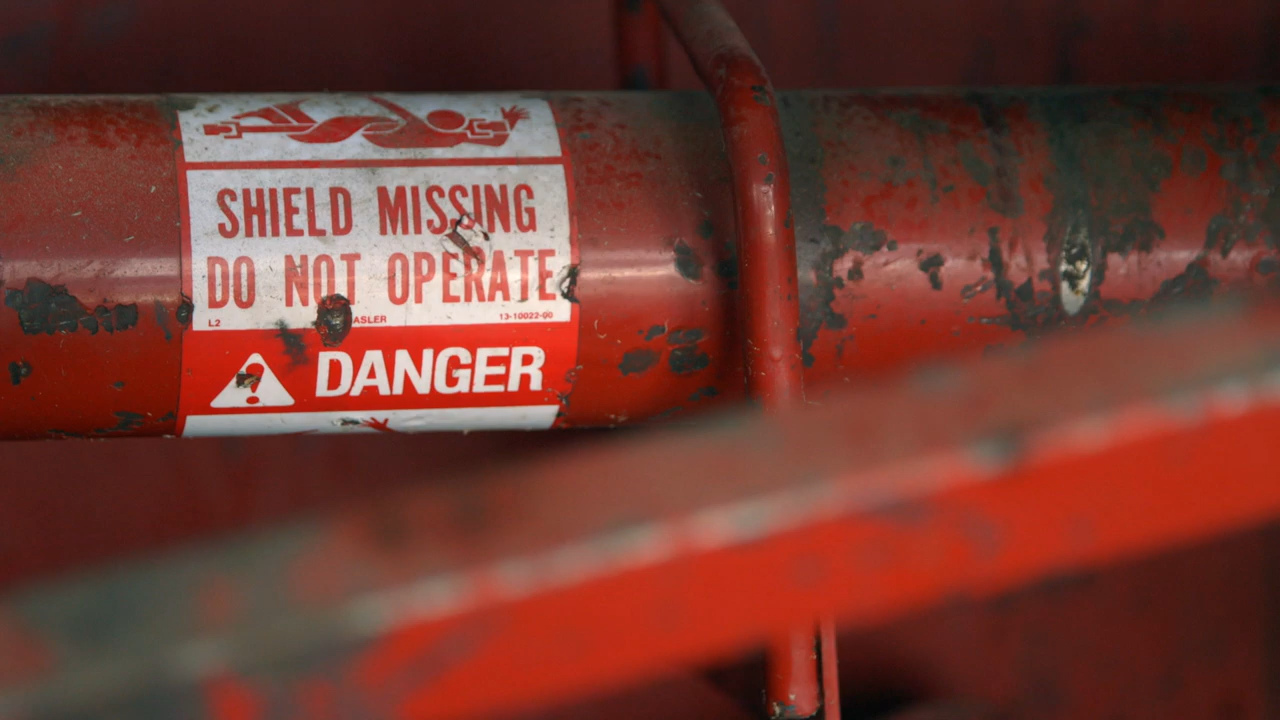 SHIELD MISSING
DO NOT OPERATE
L2 ASLER 13-10022-00
DANGER